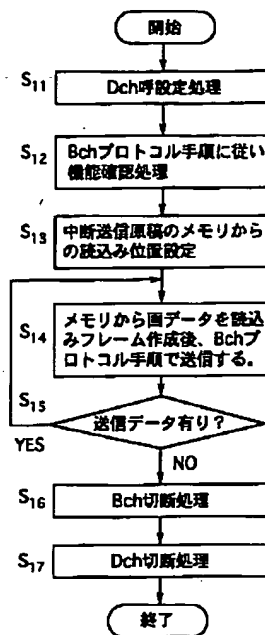 開始
S11
Dch呼設定処理
S12
Bchプロトコル手順に従い
機能確認処理
S13
中断送信原稿のメモリから
の読込み位置設定
S14
メモリから画データを読込
みフレーム作成後、Bchプ
ロトコル手順で送信する。
S15
送信データ有り?
YES
NO
S16
Bch切断処理
S17
Dch切断処理
終了